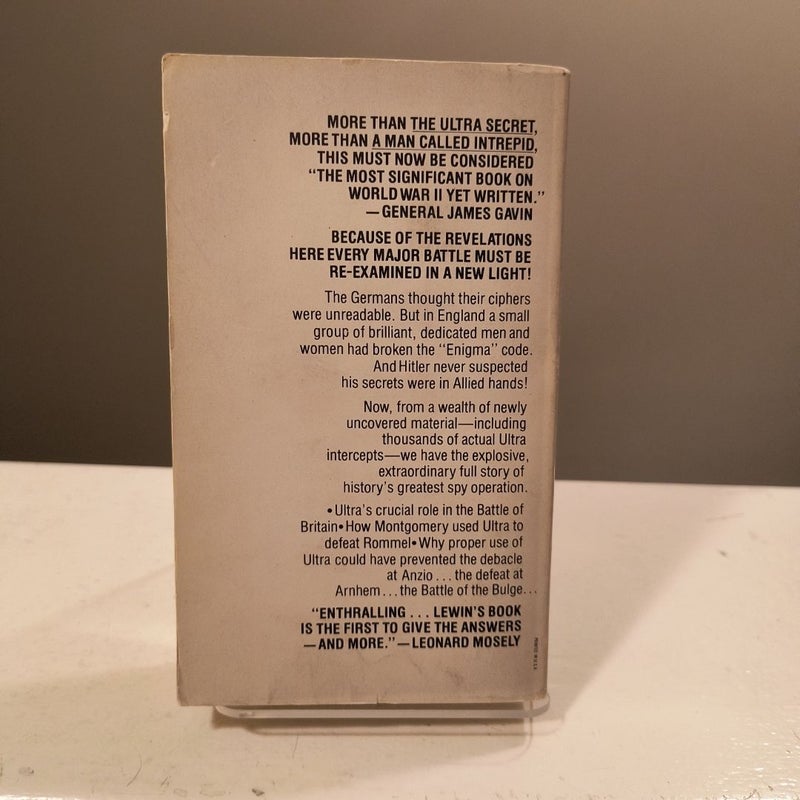 MORE THAN THE ULTRA SECRET,
MORE THAN A MAN CALLED INTREPID,
THIS MUST NOW BE CONSIDERED
"THE MOST SIGNIFICANT BOOK ON
WORLD WAR II YET WRITTEN."
—GENERAL JAMES GAVIN
BECAUSE OF THE REVELATIONS
HERE EVERY MAJOR BATTLE MUST BE
RE-EXAMINED IN A NEW LIGHT!
The Germans thought their ciphers
were unreadable. But in England a small
group of brilliant, dedicated men and
women had broken the "Enigma" code.
And Hitler never suspected
his secrets were in Allied hands!
Now, from a wealth of newly
uncovered material—including
thousands of actual Ultra
intercepts—we have the explosive,
extraordinary full story of
history's greatest spy operation.
•Ultra's crucial role in the Battle of
Britain•How Montgomery used Ultra to
defeat Rommel•Why proper use of
Ultra could have prevented the debacle
at Anzio...the defeat at
Arnhem...the Battle of the Bulge...
"ENTHRALLING...LEWIN'S BOOK
IS THE FIRST TO GIVE THE ANSWERS
—AND MORE."—LEONARD MOSELY